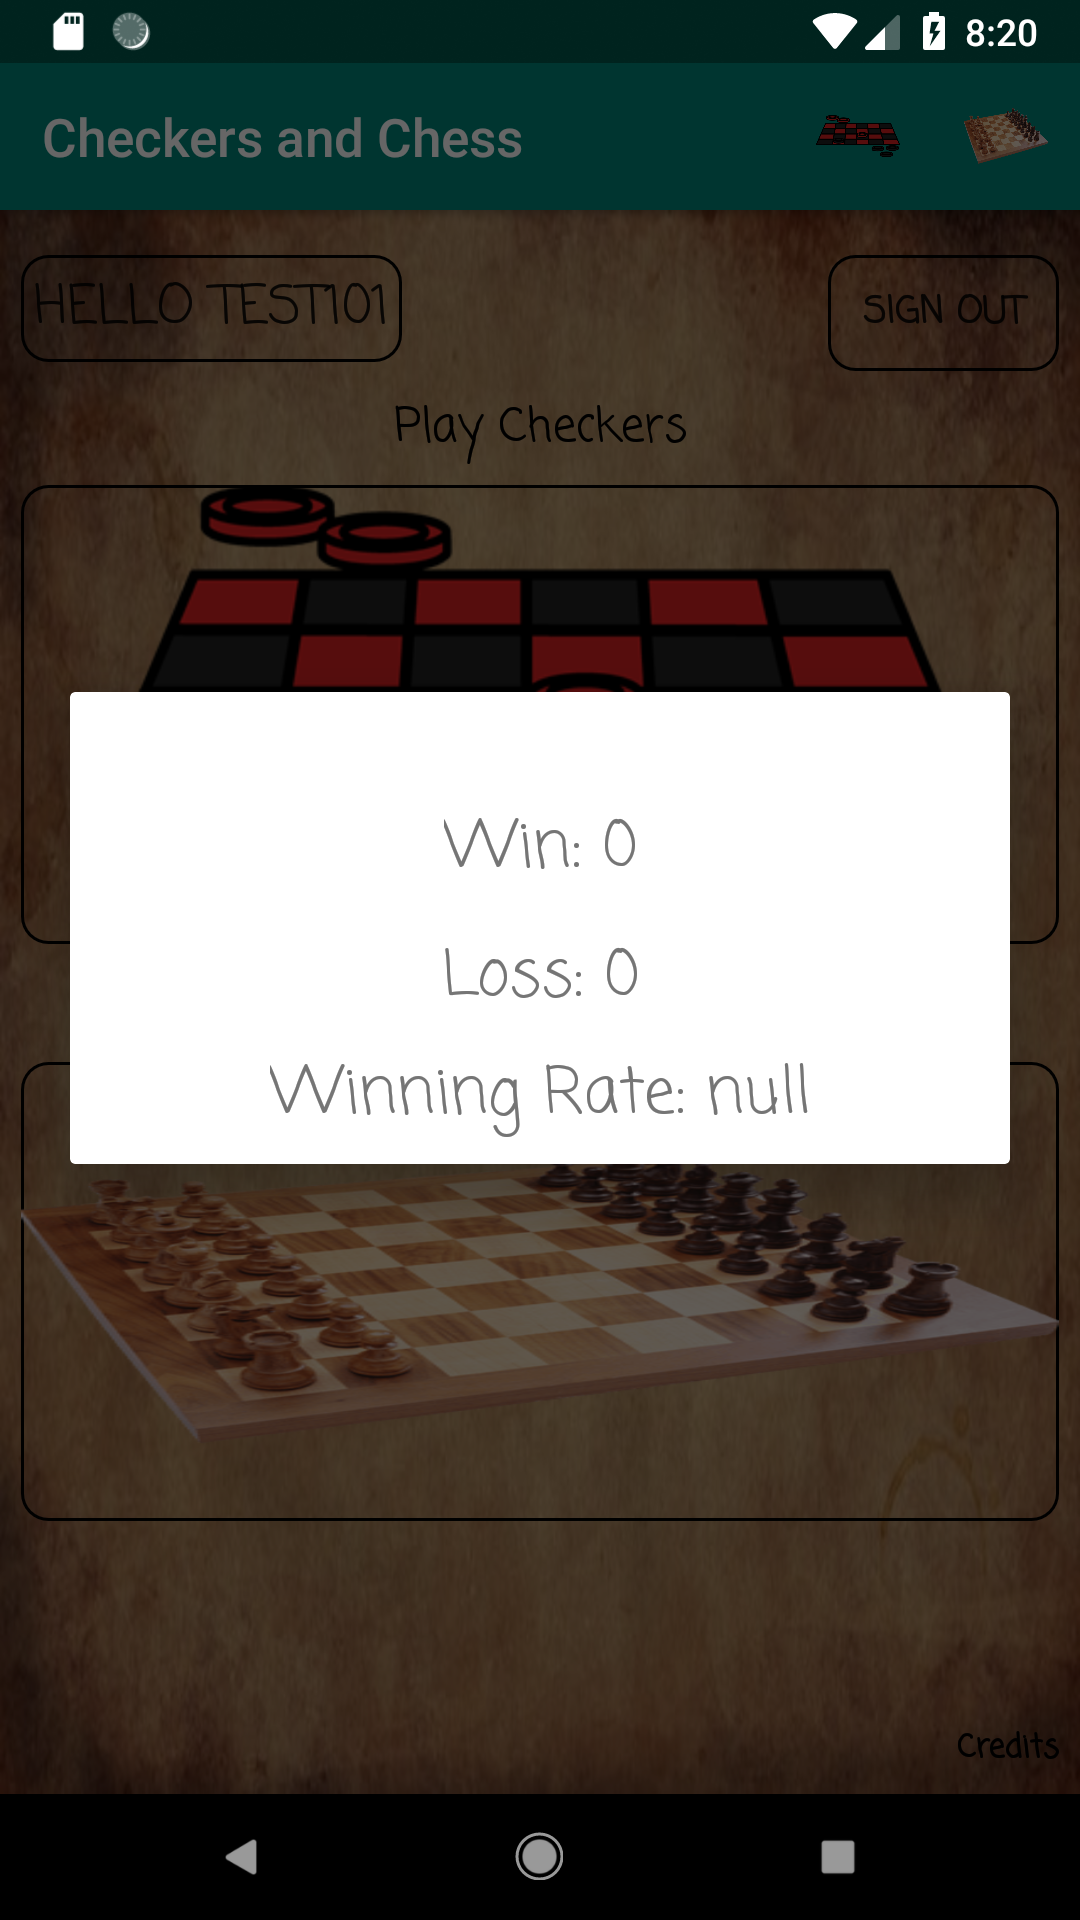 8:20
Checkers and Chess
HELLO TEST101
SIGN OUT
Play Checkers
Win: 0
Loss: 0
Winning Rate: null
Credits